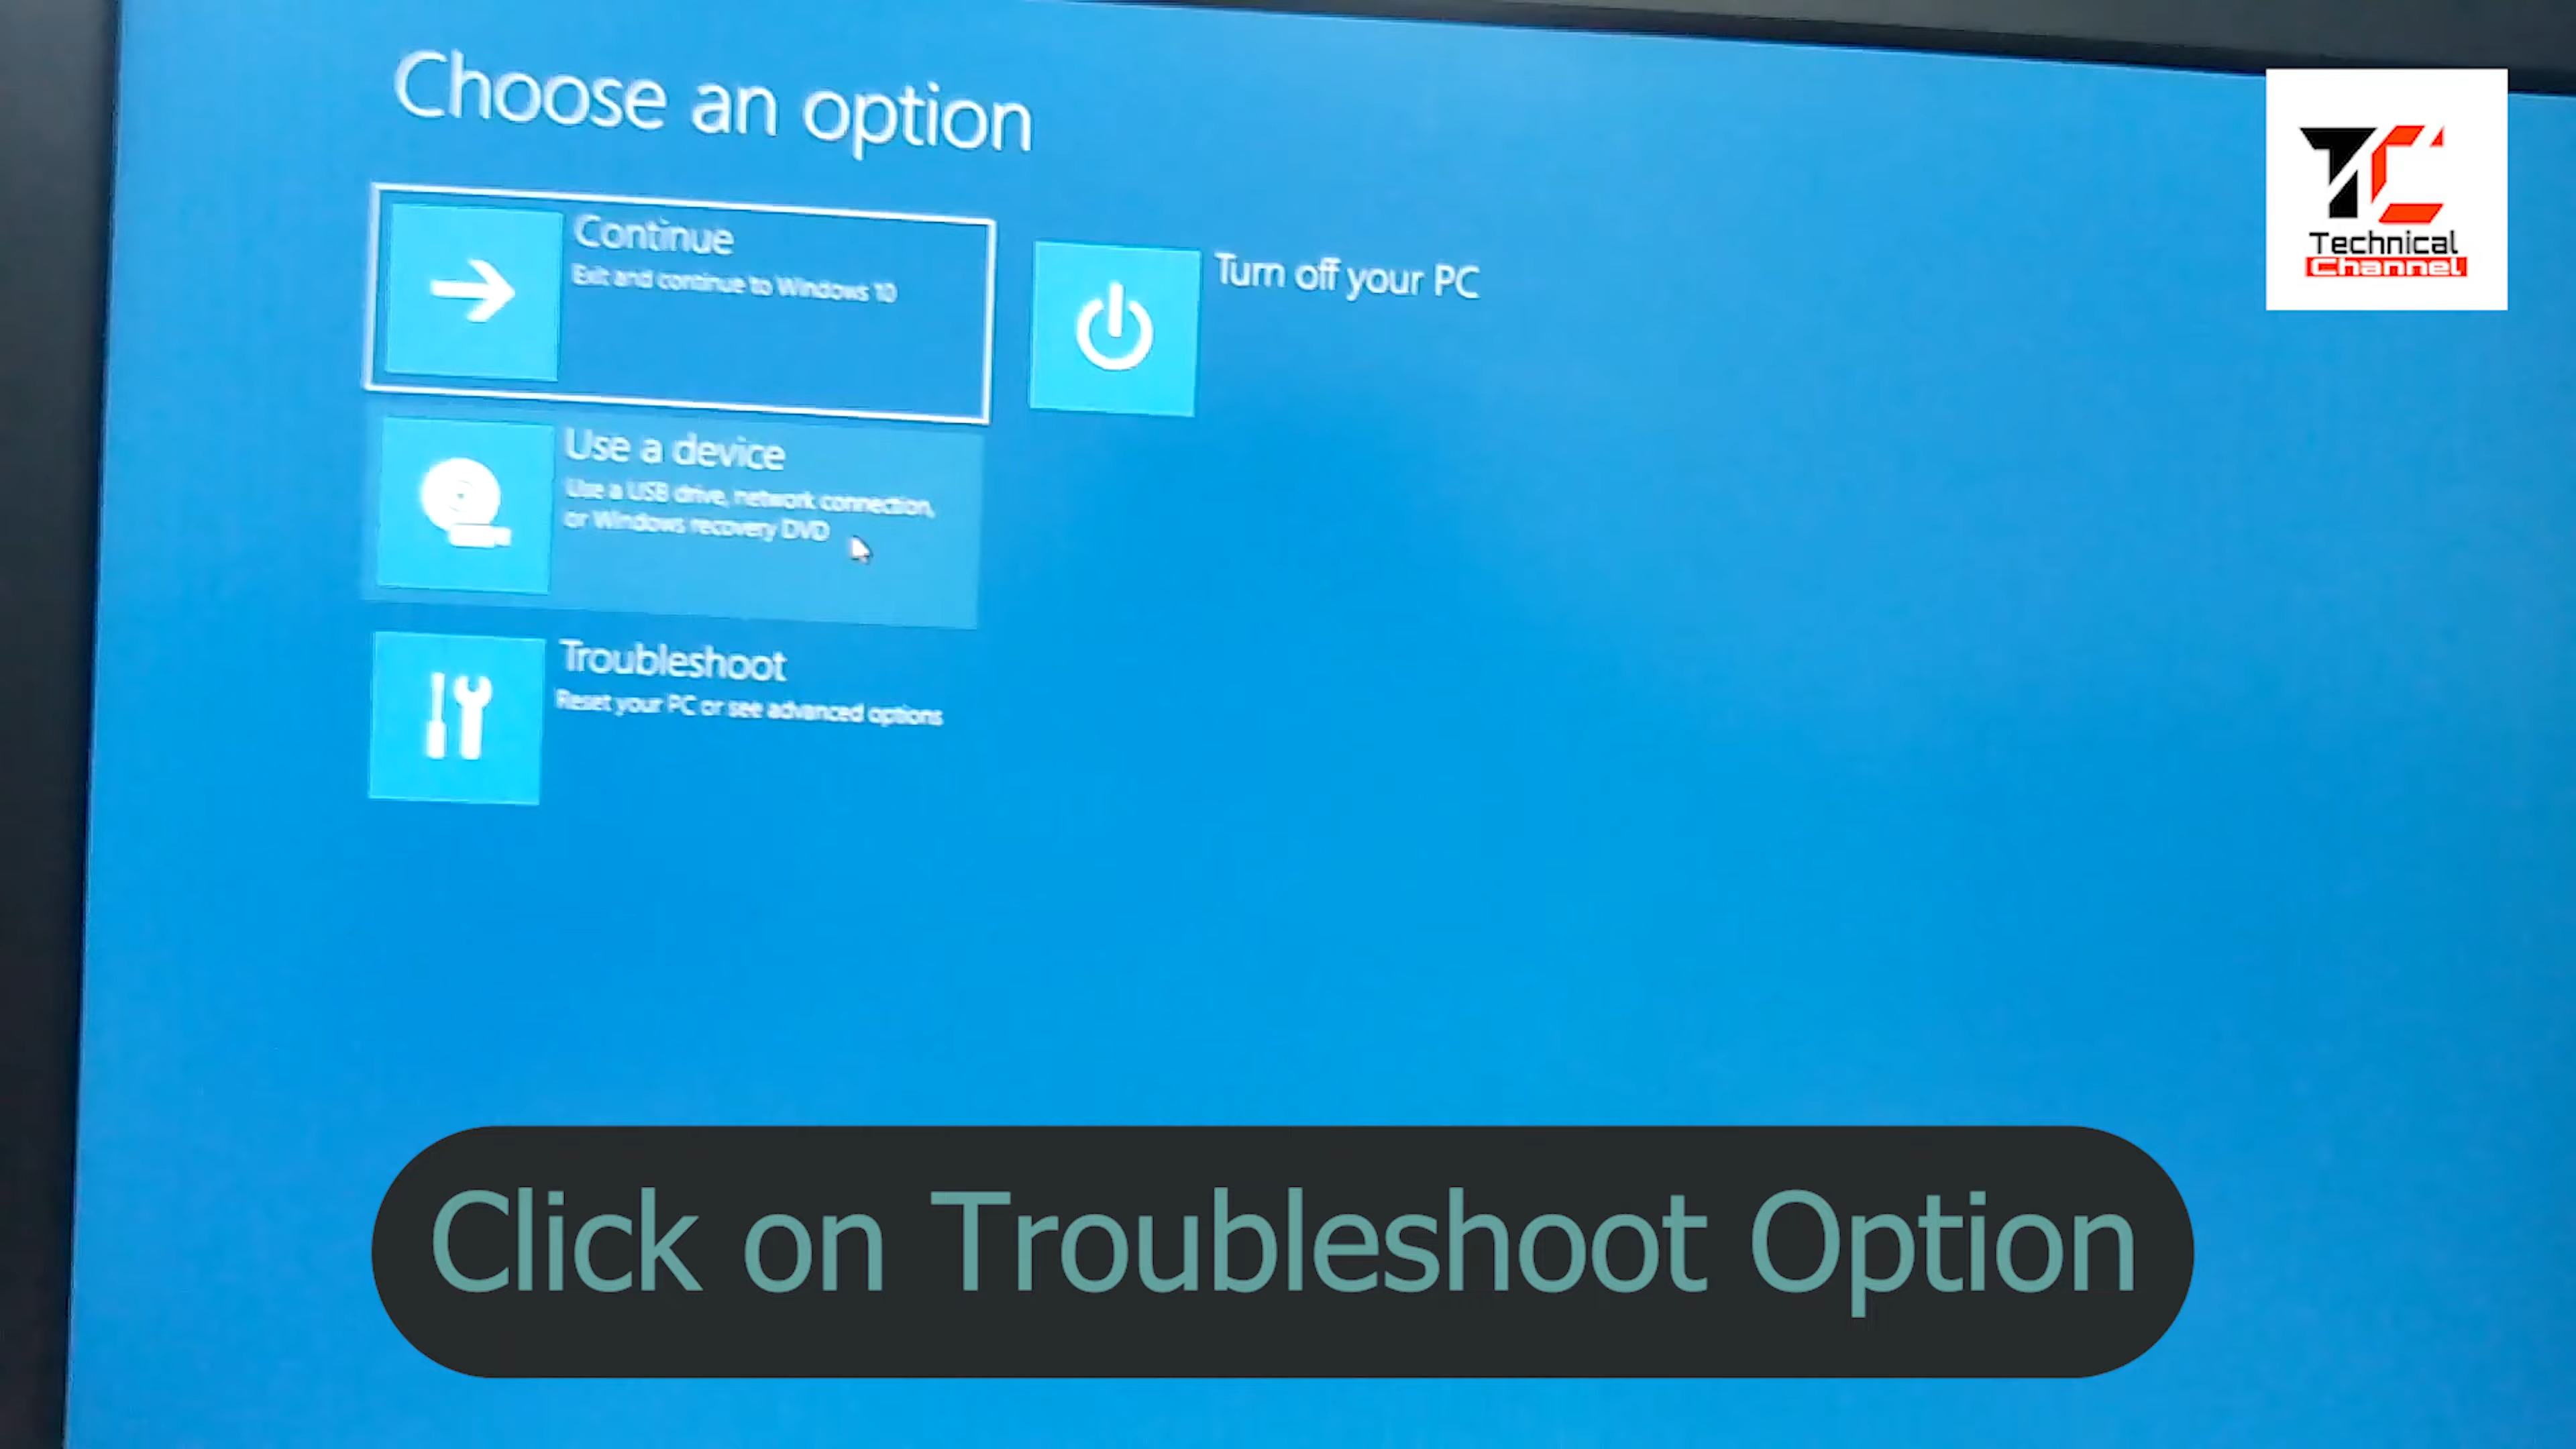 Choose an option
Continue
Exit and continue to Windows 10
Turn off your PC
Use a device
Use a USB drive, network connection,
or Windows recovery DVD
Troubleshoot
Reset your PC or see advanced options
TC
Technical
Channel
Click on Troubleshoot Option